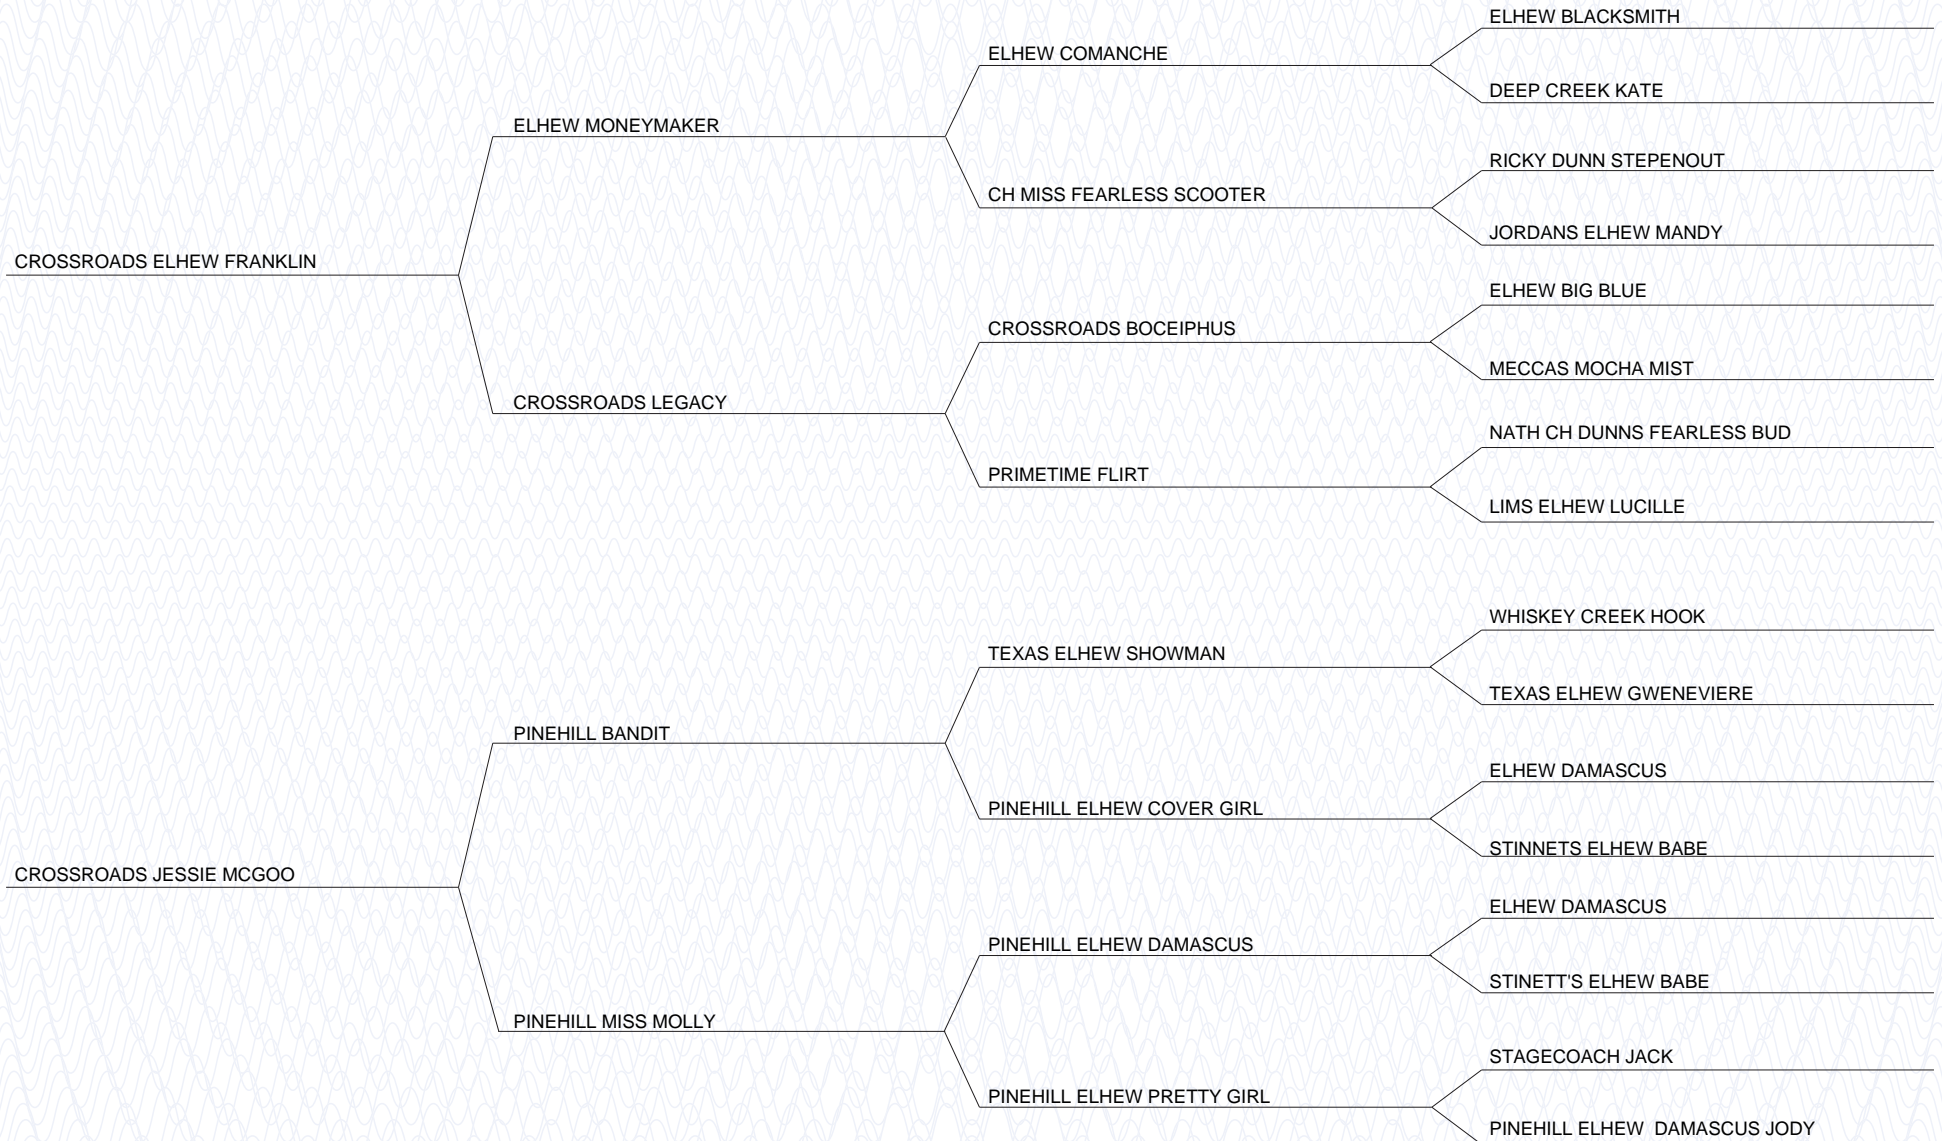 ELHEW BLACKSMITH
ELHEW COMANCHE
DEEP CREEK KATE
ELHEW MONEYMAKER
RICKY DUNN STEPENOUT
CH MISS FEARLESS SCOOTER
JORDANS ELHEW MANDY
CROSSROADS ELHEW FRANKLIN
ELHEW BIG BLUE
CROSSROADS BOCEIPHUS
MECCAS MOCHA MIST
CROSSROADS LEGACY
NATH CH DUNNS FEARLESS BUD
PRIMETIME FLIRT
LIMS ELHEW LUCILLE
WHISKEY CREEK HOOK
TEXAS ELHEW SHOWMAN
TEXAS ELHEW GWENEVIERE
PINEHILL BANDIT
ELHEW DAMASCUS
PINEHILL ELHEW COVER GIRL
STINNETS ELHEW BABE
CROSSROADS JESSIE MCGOO
ELHEW DAMASCUS
PINEHILL ELHEW DAMASCUS
STINETT'S ELHEW BABE
PINEHILL MISS MOLLY
STAGECOACH JACK
PINEHILL ELHEW PRETTY GIRL
PINEHILL ELHEW  DAMASCUS JODY